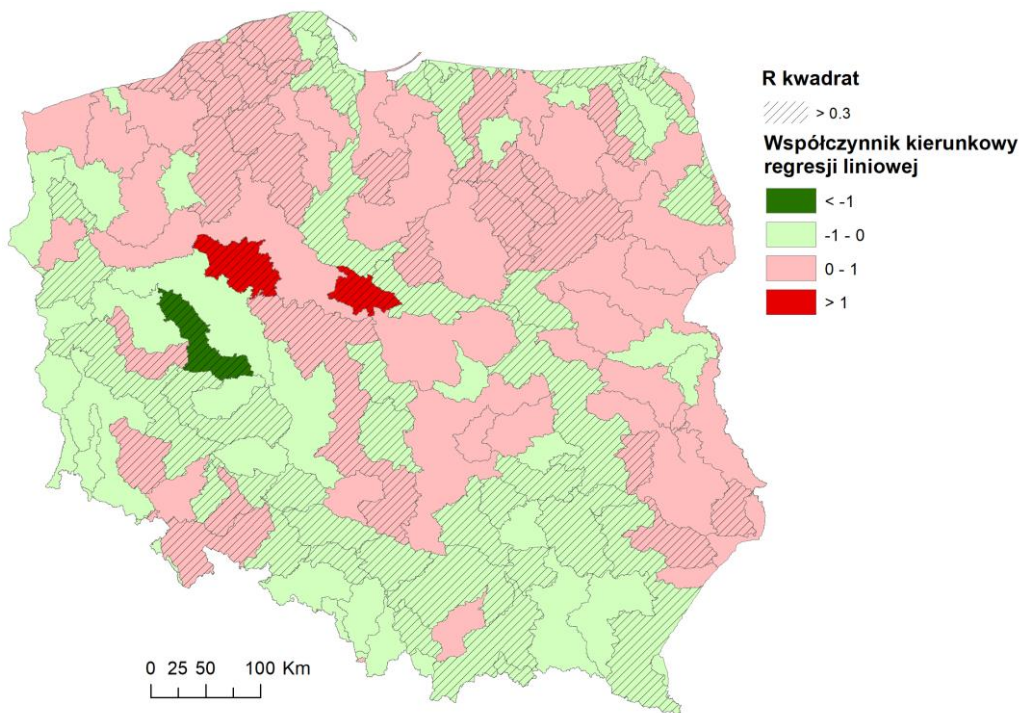 R kwadrat
> 0.3
Współczynnik kierunkowy
regresji liniowej
< -1
-1 - 0
0 - 1
> 1
0 25 50 100 Km